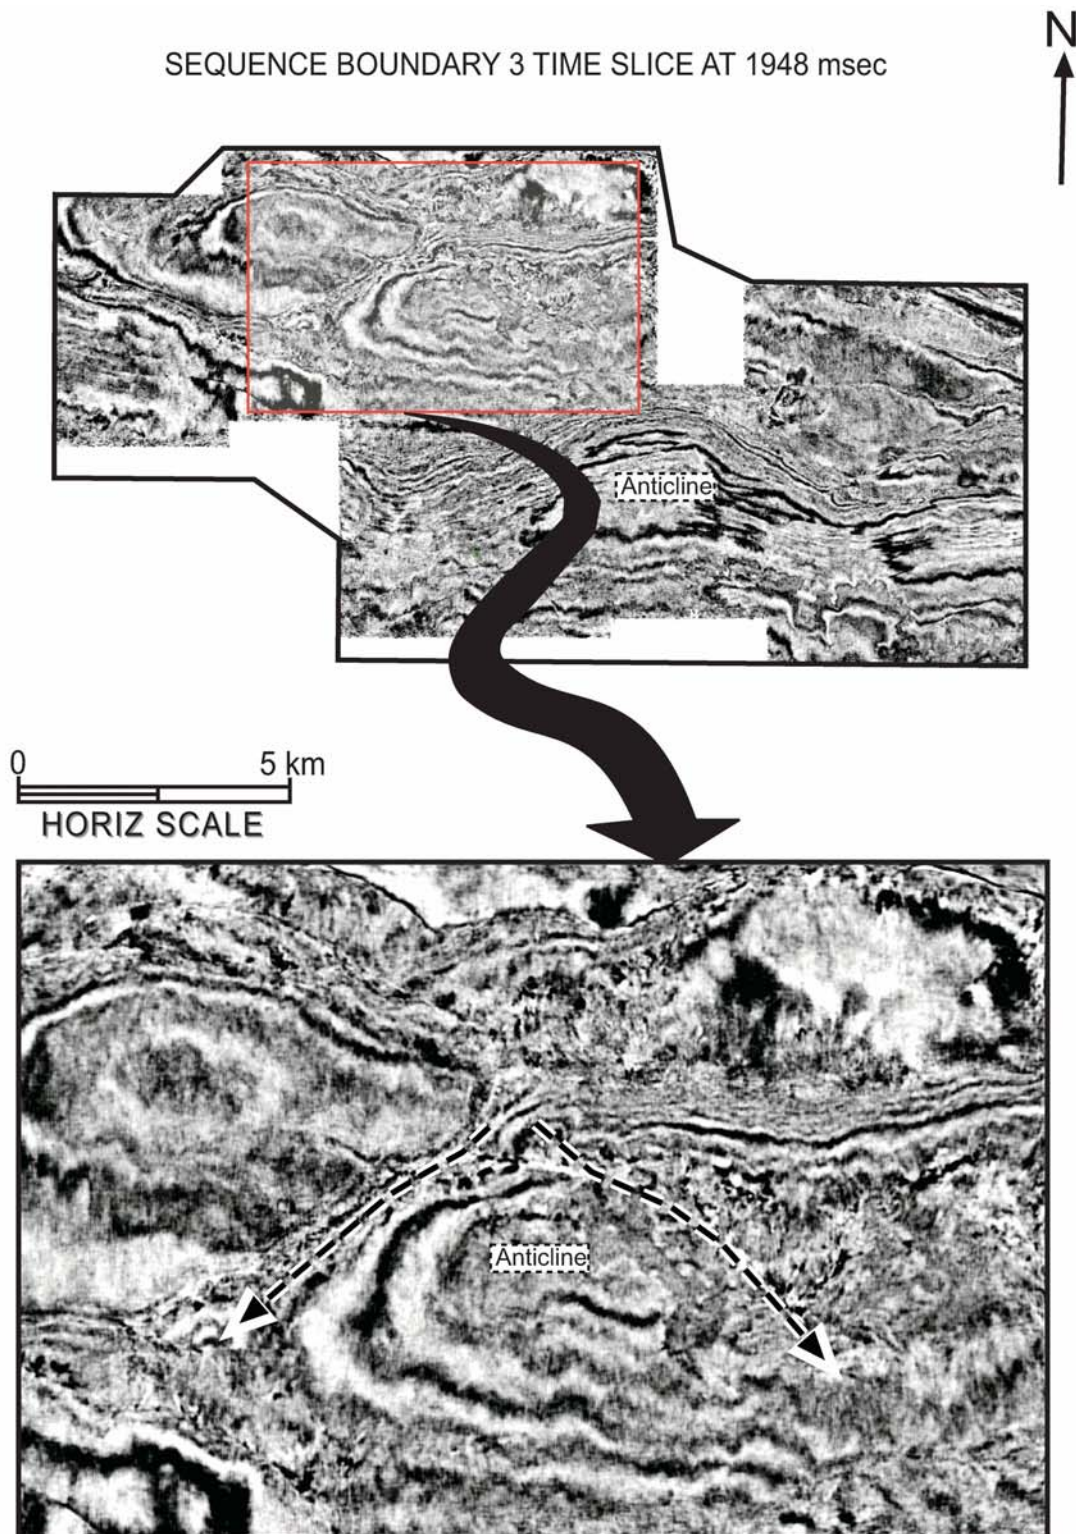 N
SEQUENCE BOUNDARY 3 TIME SLICE AT 1948 msec
Anticline
0 5 km
HORIZ SCALE
Anticline